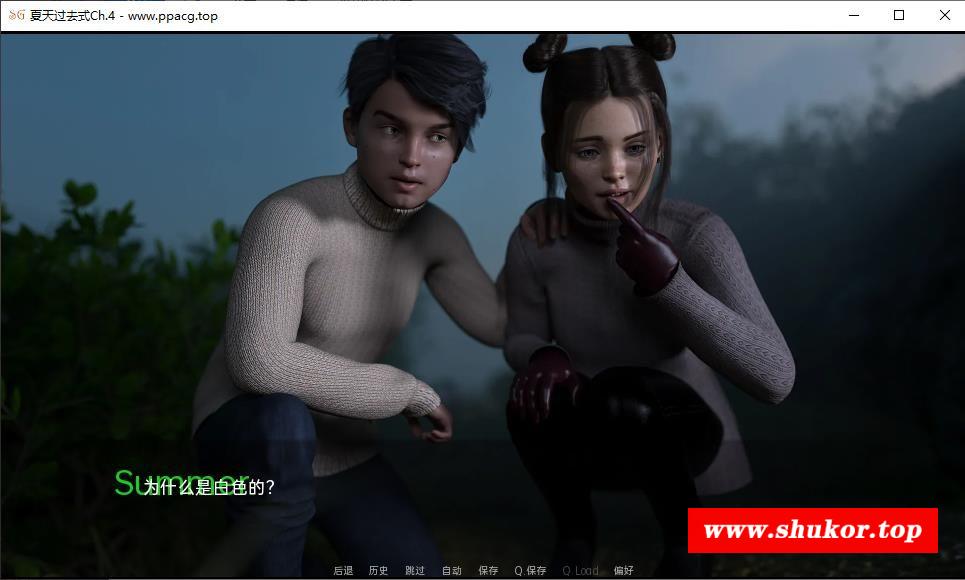 SG 夏天过去式Ch.4 - www.ppacg.top
Summer
为什么是白色的?
www.shukor.top
后退 历史 跳过 自动 保存 Q.保存 Q.Load 偏好